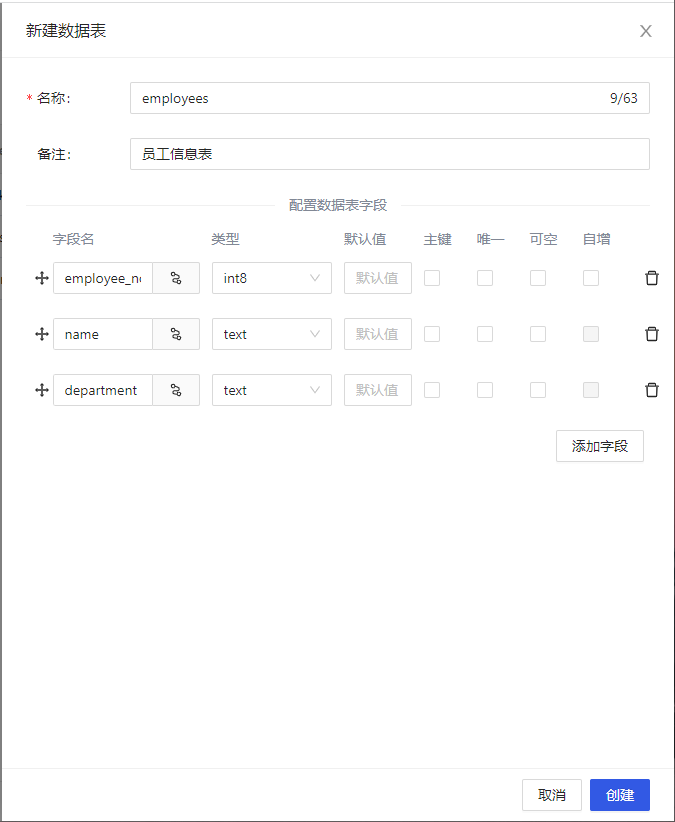 新建数据表
* 名称： employees 9/63
备注： 员工信息表
配置数据表字段
字段名 类型 默认值 主键 唯一 可空 自增
employee_no int8 默认值
name text 默认值
department text 默认值
添加字段
取消 创建